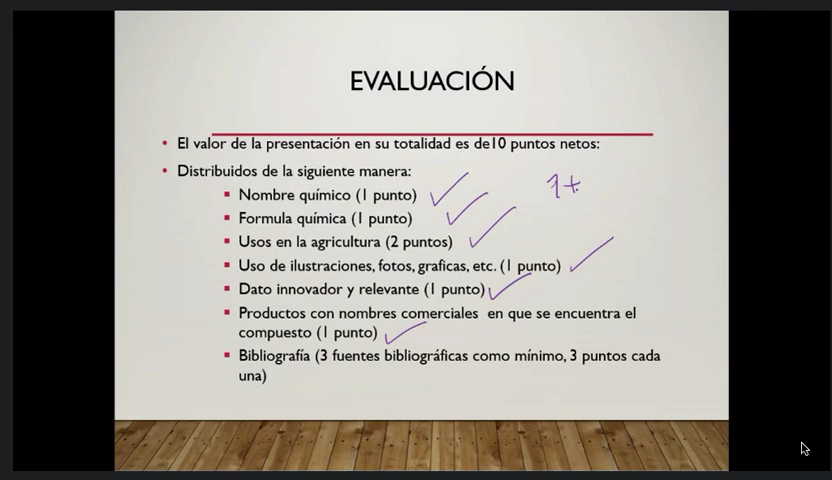 EVALUACIÓN
• El valor de la presentación en su totalidad es de10 puntos netos:
• Distribuidos de la siguiente manera:
▪ Nombre químico (1 punto)
▪ Formula química (1 punto)
▪ Usos en la agricultura (2 puntos)
▪ Uso de ilustraciones, fotos, graficas, etc. (1 punto)
▪ Dato innovador y relevante (1 punto)
▪ Productos con nombres comerciales en que se encuentra el
compuesto (1 punto)
▪ Bibliografía (3 fuentes bibliográficas como mínimo, 3 puntos cada
una)